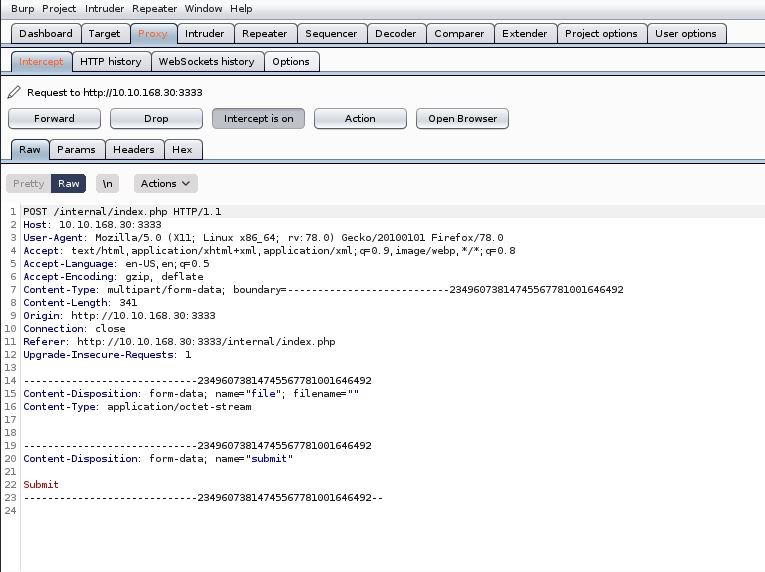 Burp Project Intruder Repeater Window Help
Dashboard Target Proxy Intruder Repeater Sequencer Decoder Comparer Extender Project options User options
Intercept HTTP history WebSockets history Options
Request to http://10.10.168.30:3333
Forward Drop Intercept is on Action Open Browser
Raw Params Headers Hex
Pretty Raw \n Actions
1 POST /internal/index.php HTTP/1.1
2 Host: 10.10.168.30:3333
3 User-Agent: Mozilla/5.0 (X11; Linux x86_64; rv:78.0) Gecko/20100101 Firefox/78.0
4 Accept: text/html,application/xhtml+xml,application/xml;q=0.9,image/webp,*/*;q=0.8
5 Accept-Language: en-US,en;q=0.5
6 Accept-Encoding: gzip, deflate
7 Content-Type: multipart/form-data; boundary=---------------------------23496073814745567781001646492
8 Content-Length: 341
9 Origin: http://10.10.168.30:3333
10 Connection: close
11 Referer: http://10.10.168.30:3333/internal/index.php
12 Upgrade-Insecure-Requests: 1
13
14 -----------------------------23496073814745567781001646492
15 Content-Disposition: form-data; name="file"; filename=""
16 Content-Type: application/octet-stream
17
18
19 -----------------------------23496073814745567781001646492
20 Content-Disposition: form-data; name="submit"
21
22 Submit
23 -----------------------------23496073814745567781001646492--
24